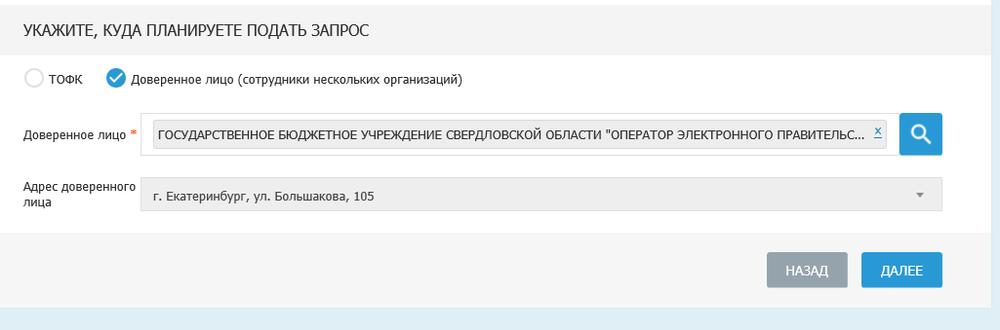 УКАЖИТЕ, КУДА ПЛАНИРУЕТЕ ПОДАТЬ ЗАПРОС
ТОФК Доверенное лицо (сотрудники нескольких организаций)
Доверенное лицо * ГОСУДАРСТВЕННОЕ БЮДЖЕТНОЕ УЧРЕЖДЕНИЕ СВЕРДЛОВСКОЙ ОБЛАСТИ "ОПЕРАТОР ЭЛЕКТРОННОГО ПРАВИТЕЛЬС... x
Адрес доверенного
лица
г. Екатеринбург, ул. Большакова, 105
НАЗАД ДАЛЕЕ